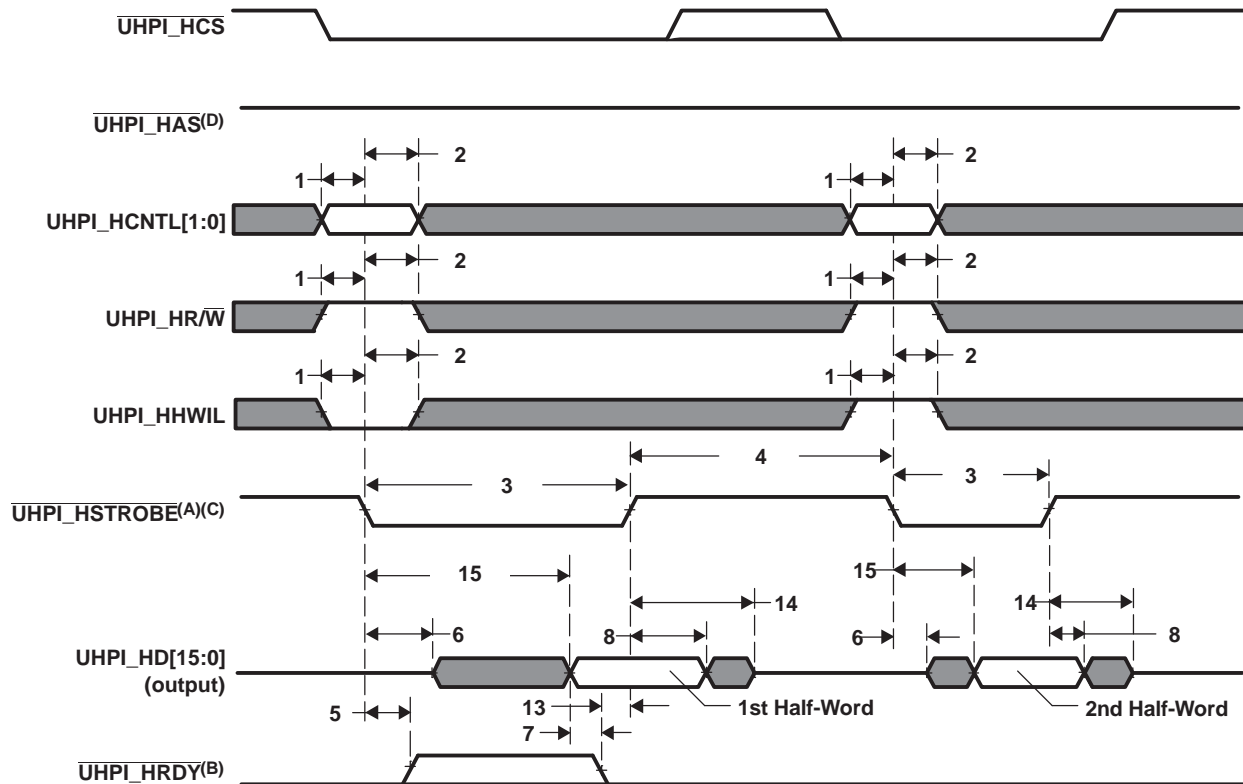 UHPI_HCS
UHPI_HAS(D)
2
2
1
1
UHPI_HCNTL[1:0]
2
2
1
1
UHPI_HR/W
2
2
1
1
UHPI_HHWIL
4
3
3
UHPI_HSTROBE(A)(C)
15
15
14
14
6
8
6
8
UHPI_HD[15:0]
(output)
13
1st Half-Word
2nd Half-Word
5
7
UHPI_HRDY(B)